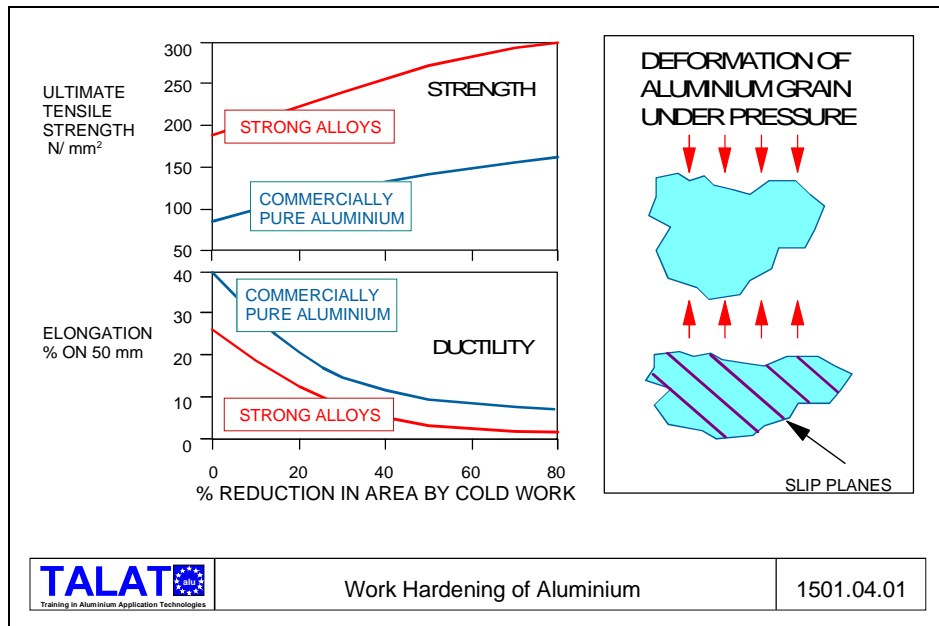 ULTIMATE
TENSILE
STRENGTH
N/ mm²
300
250
200
150
100
50
STRENGTH
STRONG ALLOYS
COMMERCIALLY
PURE ALUMINIUM
ELONGATION
% ON 50 mm
40
30
20
10
0
COMMERCIALLY
PURE ALUMINIUM
DUCTILITY
STRONG ALLOYS
0 20 40 60 80
% REDUCTION IN AREA BY COLD WORK
DEFORMATION OF
ALUMINIUM GRAIN
UNDER PRESSURE
SLIP PLANES
TALAT alu
Training in Aluminium Application Technologies
Work Hardening of Aluminium
1501.04.01